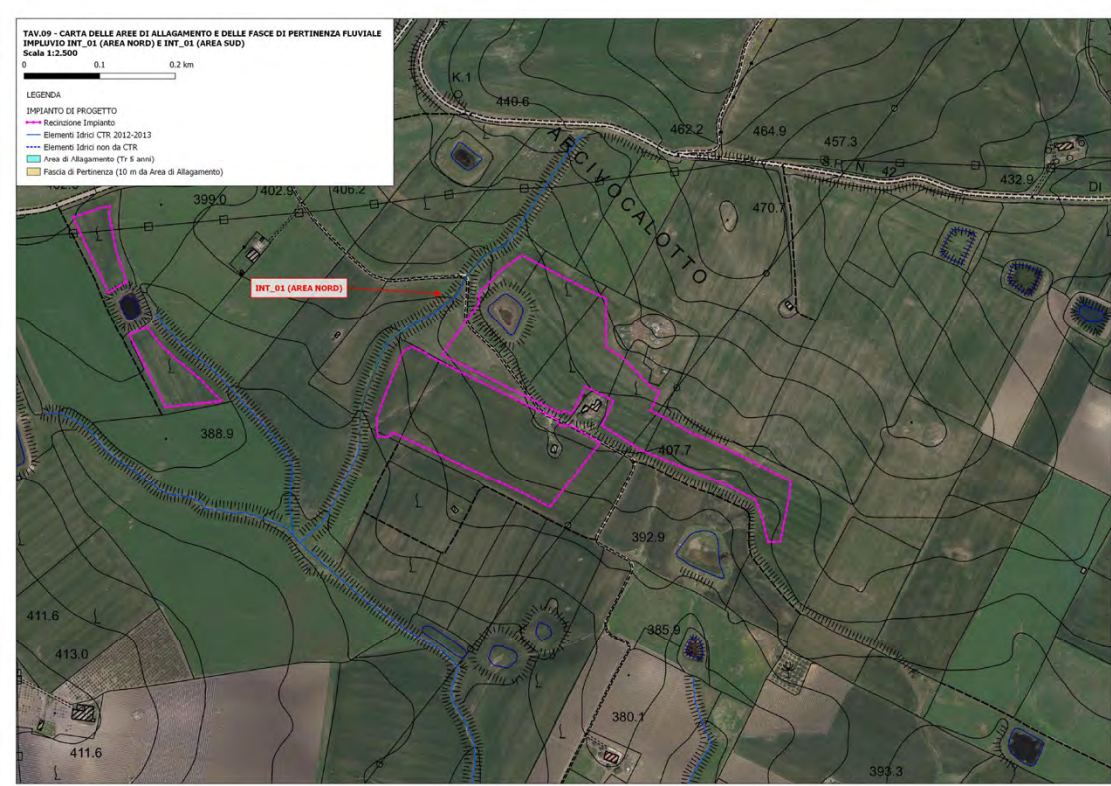 TAV.09 - CARTA DELLE AREE DI ALLAGAMENTO E DELLE FASCE DI PERTINENZA FLUVIALE
IMPLUVIO INT_01 (AREA NORD) E INT_01 (AREA SUD)
Scala 1:2.500
0 0.1 0.2 km
LEGENDA
IMPIANTO DI PROGETTO
Recinzione Impianto
Elementi Idrici CTR 2012-2013
Elementi Idrici non da CTR
Area di Allagamento (Tr 5 anni)
Fascia di Pertinenza (10 m da Area di Allagamento)
K.1
440.6
462.2
464.9
457.3
S R N 42
432.9
DI
402.9
406.2
399.0
470.7
ARCIVOCALOTTO
INT_01 (AREA NORD)
388.9
407.7
392.9
411.6
413.0
385.9
380.1
411.6
393.3